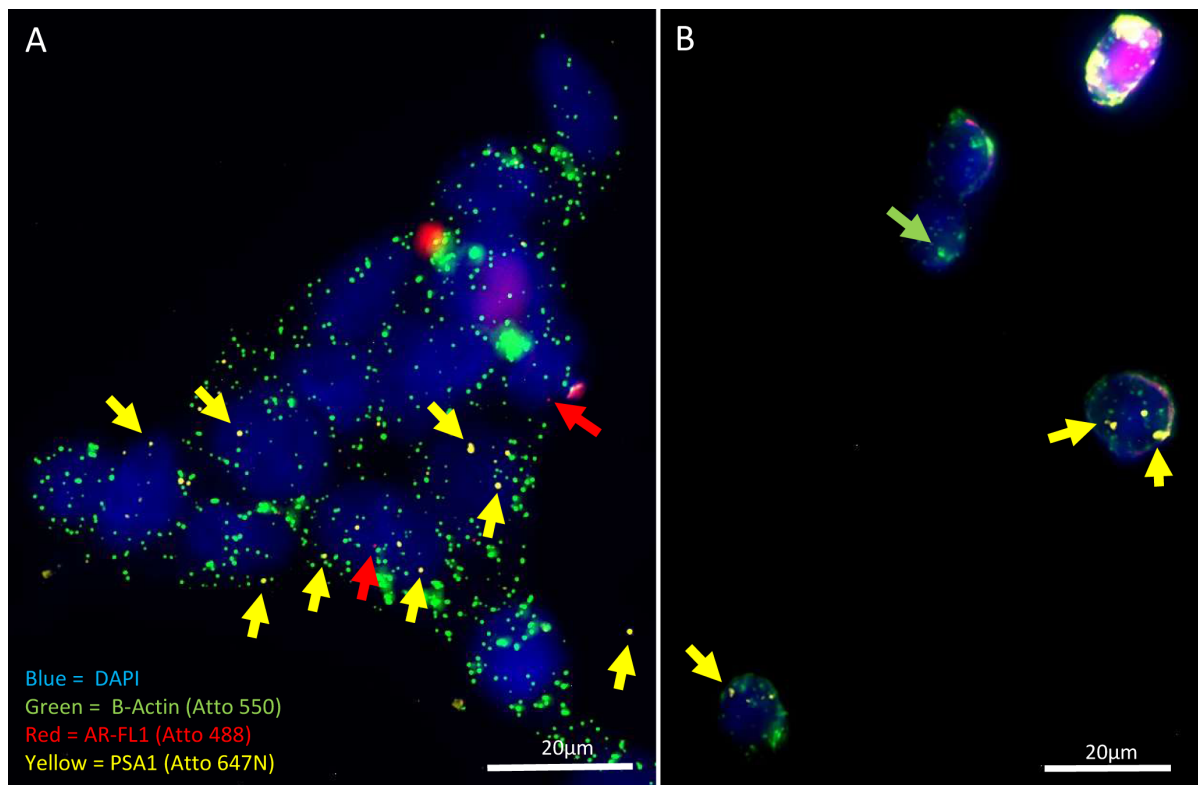 A
B
Blue = DAPI
Green = B-Actin (Atto 550)
Red = AR-FL1 (Atto 488)
Yellow = PSA1 (Atto 647N)
20µm
20µm